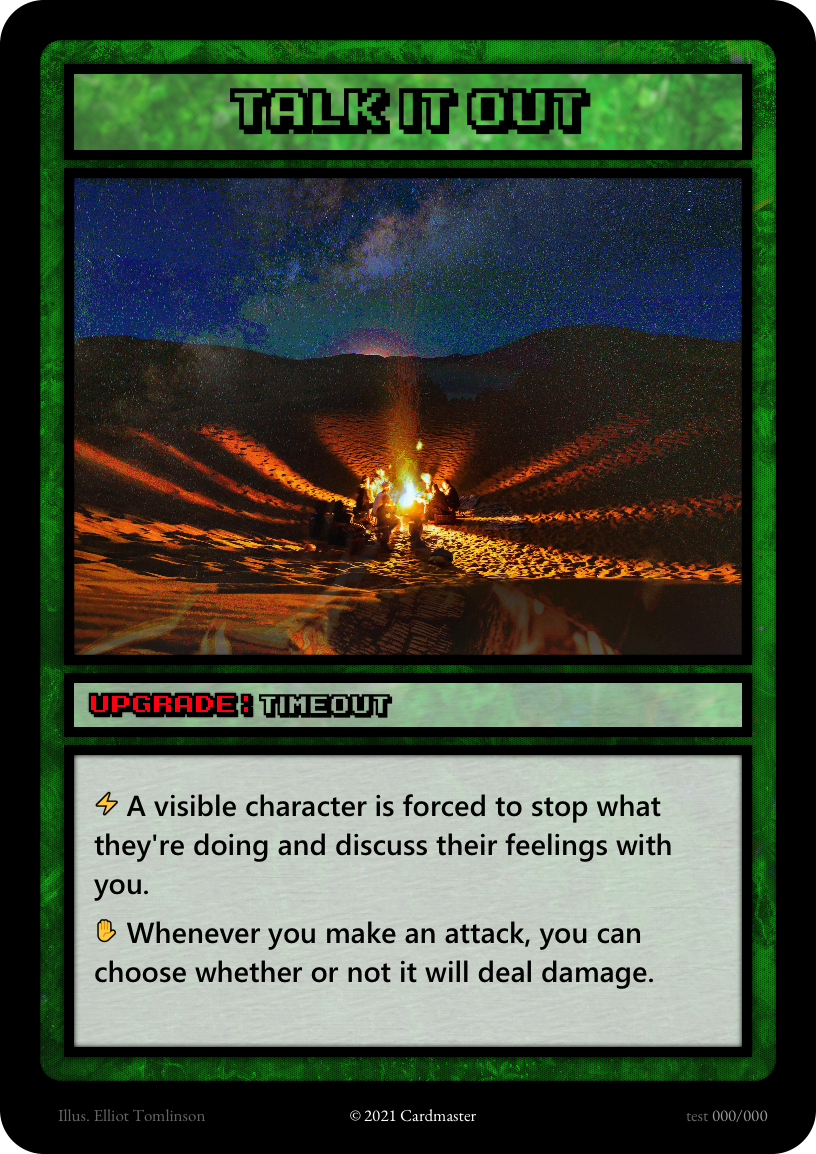 TALK IT OUT
UPGRADE: TIMEOUT
⚡ A visible character is forced to stop what
they're doing and discuss their feelings with
you.
✋ Whenever you make an attack, you can
choose whether or not it will deal damage.
Illus. Elliot Tomlinson © 2021 Cardmaster test 000/000